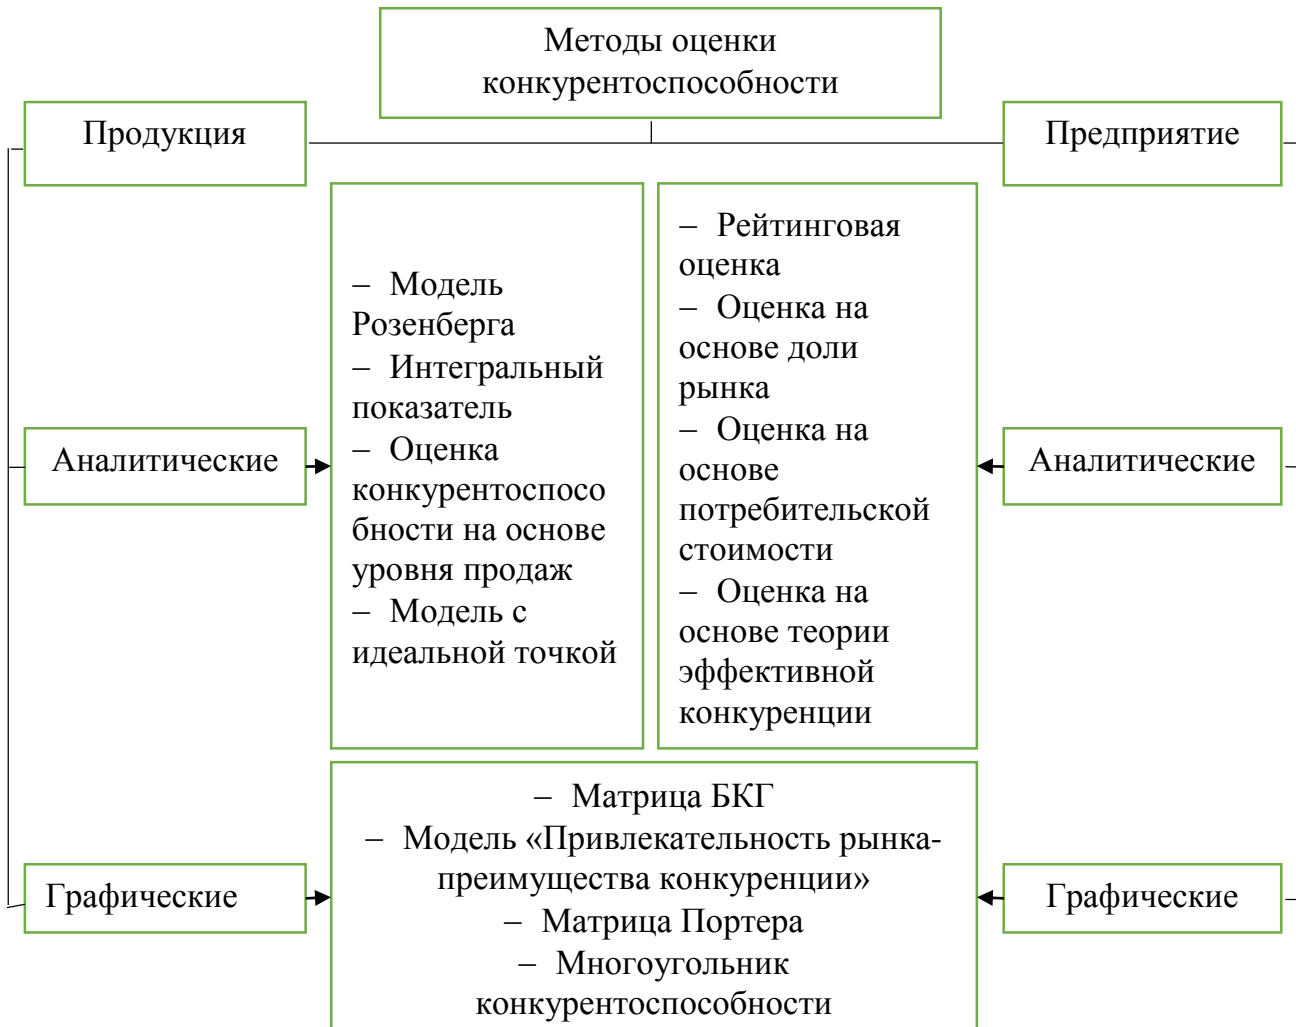 Методы оценки
конкурентоспособности
Продукция
Предприятие
– Модель
Розенберга
– Интегральный
показатель
– Оценка
конкурентоспосо
бности на основе
уровня продаж
– Модель с
идеальной точкой
– Рейтинговая
оценка
– Оценка на
основе доли
рынка
– Оценка на
основе
потребительской
стоимости
– Оценка на
основе теории
эффективной
конкуренции
Аналитические
Аналитические
– Матрица БКГ
– Модель «Привлекательность рынка-
преимущества конкуренции»
– Матрица Портера
– Многоугольник
конкурентоспособности
Графические
Графические